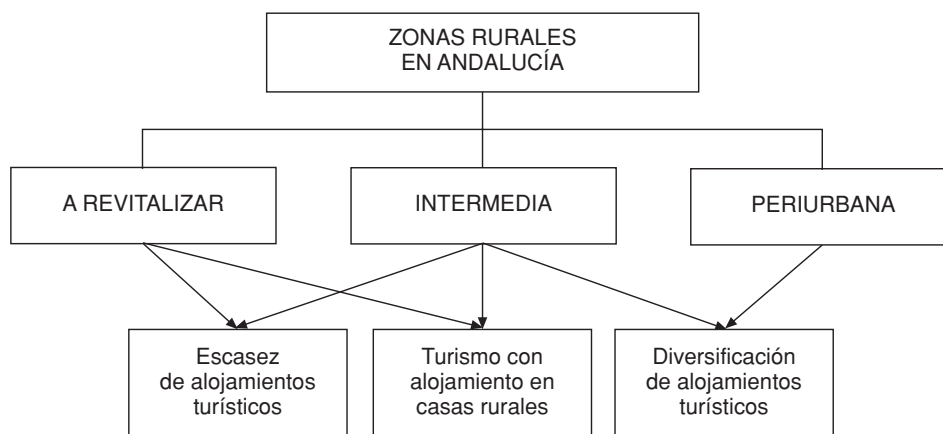 ZONAS RURALES
EN ANDALUCÍA
A REVITALIZAR
INTERMEDIA
PERIURBANA
Escasez
de alojamientos
turísticos
Turismo con
alojamiento en
casas rurales
Diversificación
de alojamientos
turísticos